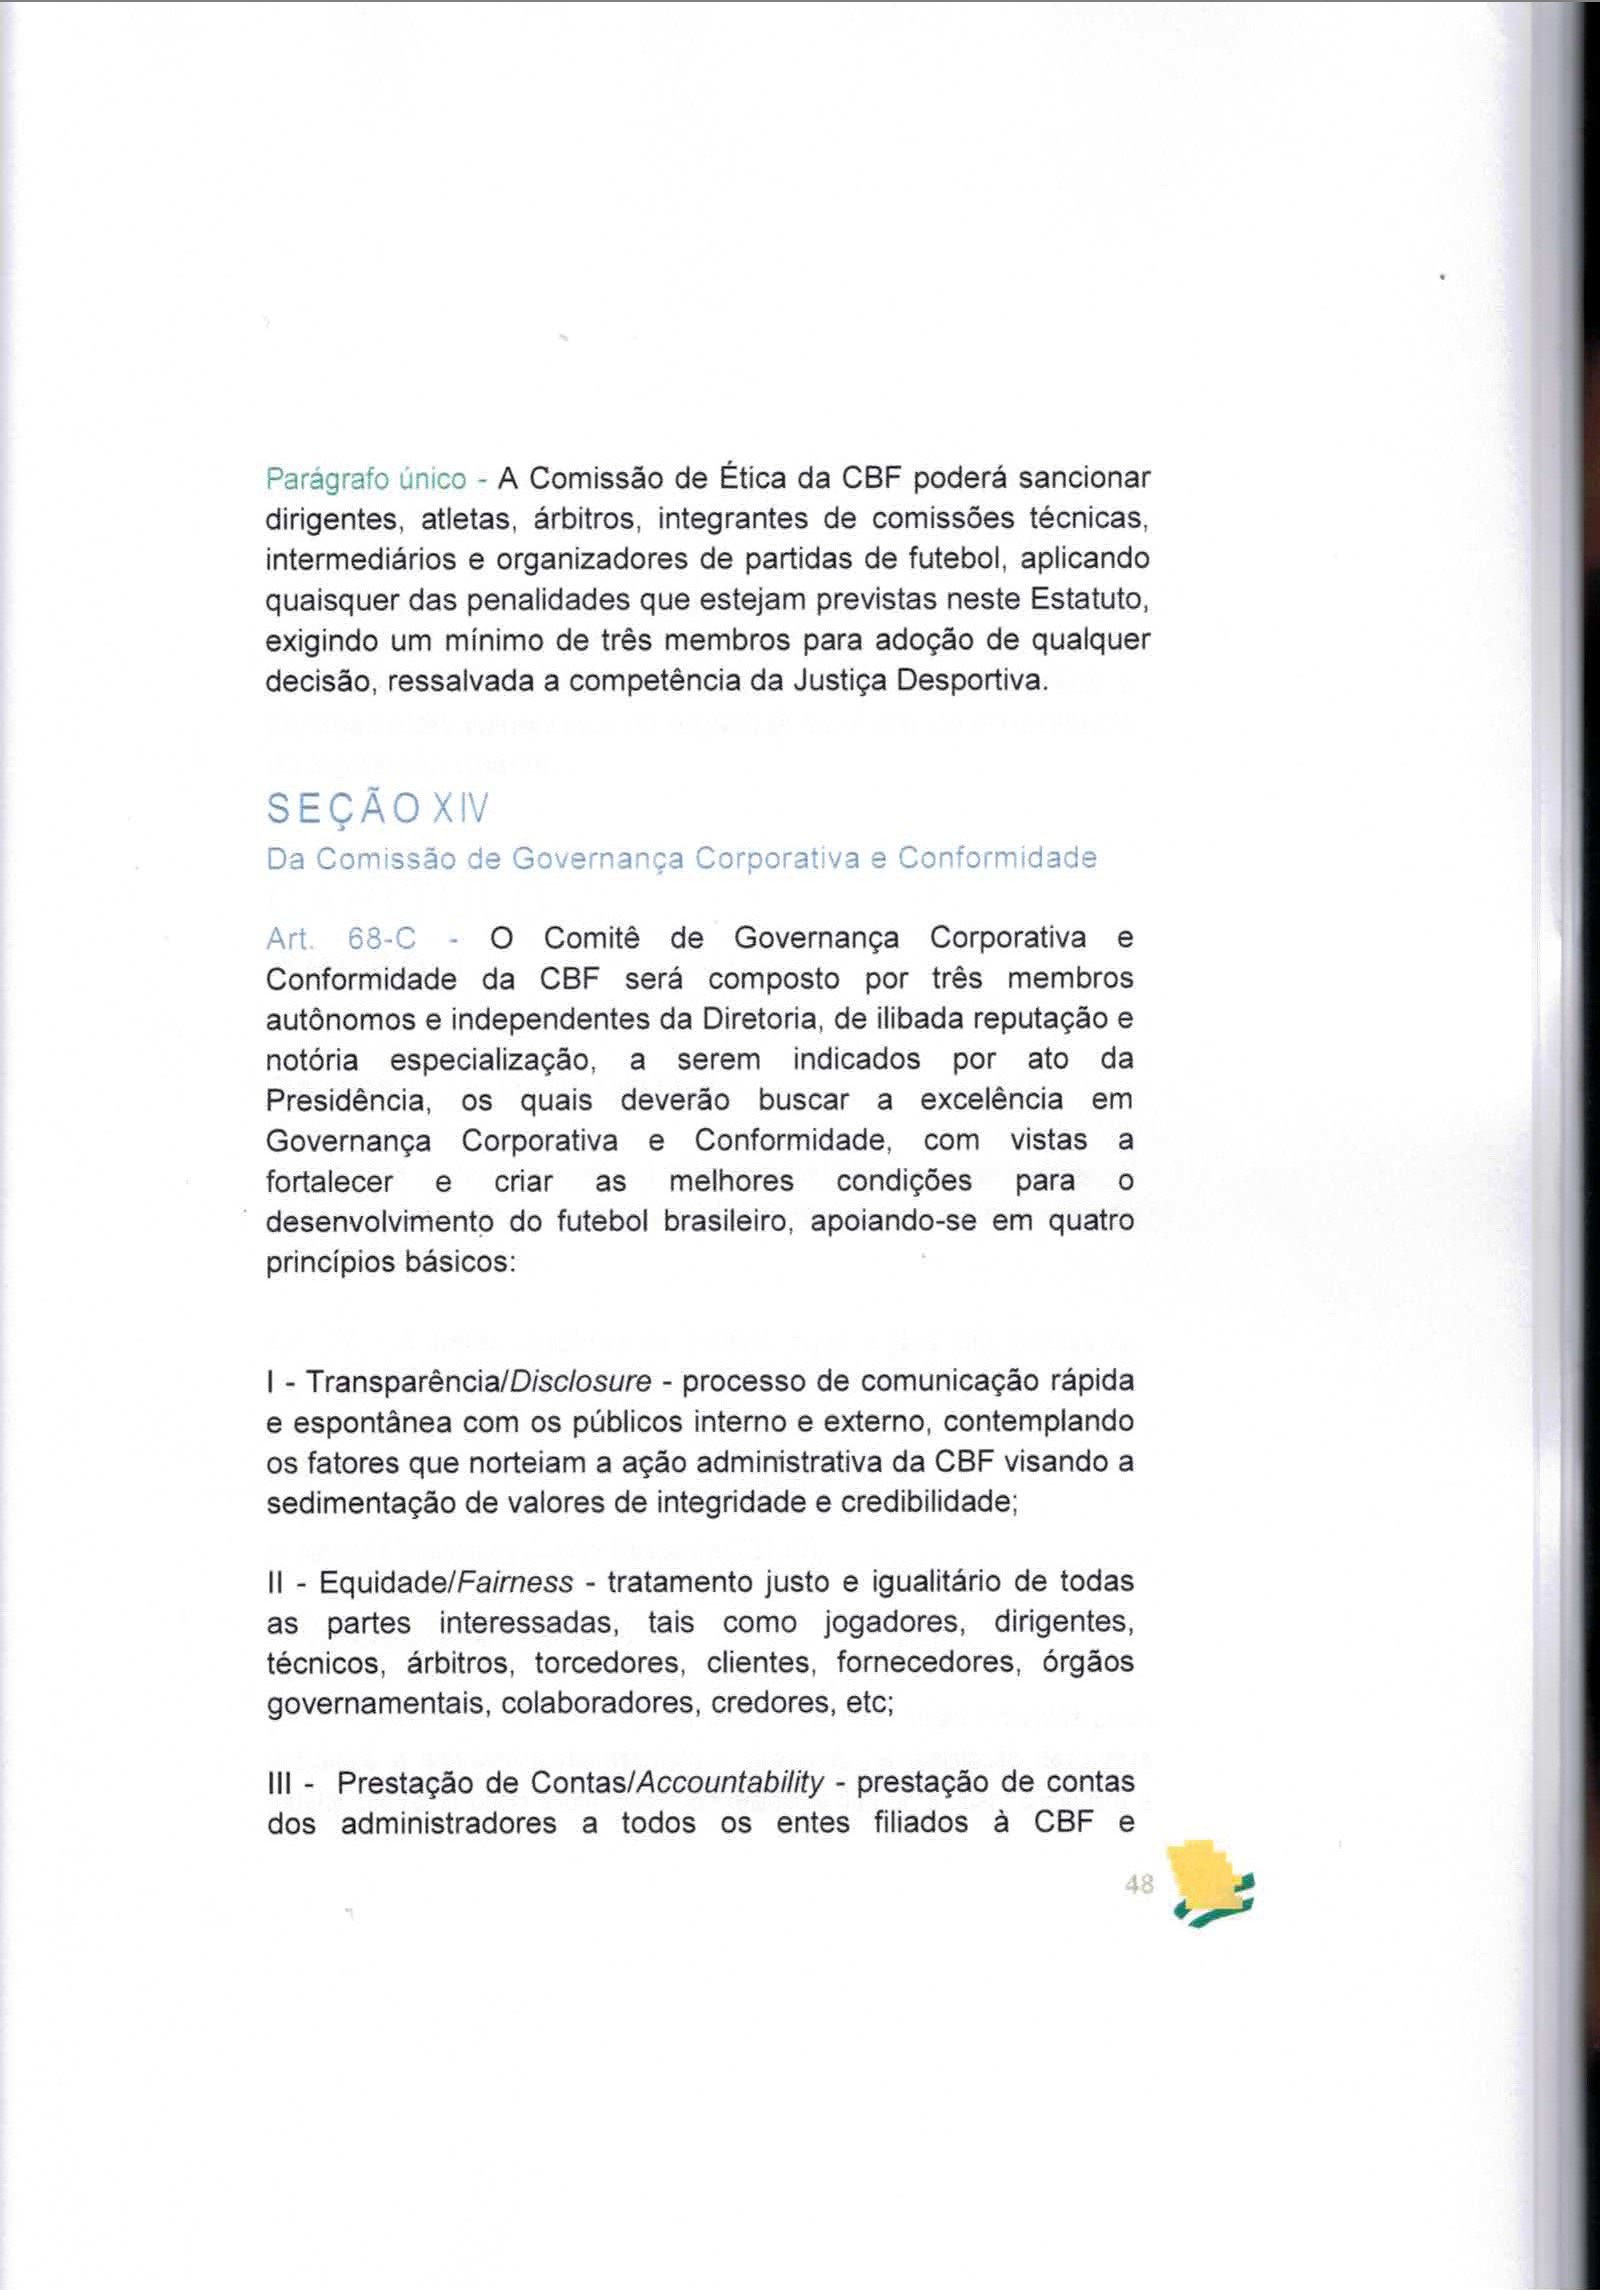 Parágrafo único - A Comissão de Ética da CBF poderá sancionar
dirigentes, atletas, árbitros, integrantes de comissões técnicas,
intermediários e organizadores de partidas de futebol, aplicando
quaisquer das penalidades que estejam previstas neste Estatuto,
exigindo um mínimo de três membros para adoção de qualquer
decisão, ressalvada a competência da Justiça Desportiva.
SEÇÃO XIV
Da Comissão de Governança Corporativa e Conformidade
Art. 68-C - O Comitê de Governança Corporativa e
Conformidade da CBF será composto por três membros
autônomos e independentes da Diretoria, de ilibada reputação e
notória especialização, a serem indicados por ato da
Presidência, os quais deverão buscar a excelência em
Governança Corporativa e Conformidade, com vistas a
fortalecer e criar as melhores condições para o
desenvolvimento do futebol brasileiro, apoiando-se em quatro
princípios básicos:
I - Transparência/Disclosure - processo de comunicação rápida
e espontânea com os públicos interno e externo, contemplando
os fatores que norteiam a ação administrativa da CBF visando a
sedimentação de valores de integridade e credibilidade;
II - Equidade/Fairness - tratamento justo e igualitário de todas
as partes interessadas, tais como jogadores, dirigentes,
técnicos, árbitros, torcedores, clientes, fornecedores, órgãos
governamentais, colaboradores, credores, etc;
III - Prestação de Contas/Accountability - prestação de contas
dos administradores a todos os entes filiados à CBF e
48